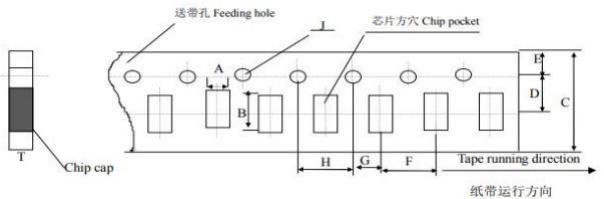 送带孔 Feeding hole
J
芯片方穴 Chip pocket
A
E
D
C
B
T
Chip cap
H
G
F
Tape running direction
纸带运行方向